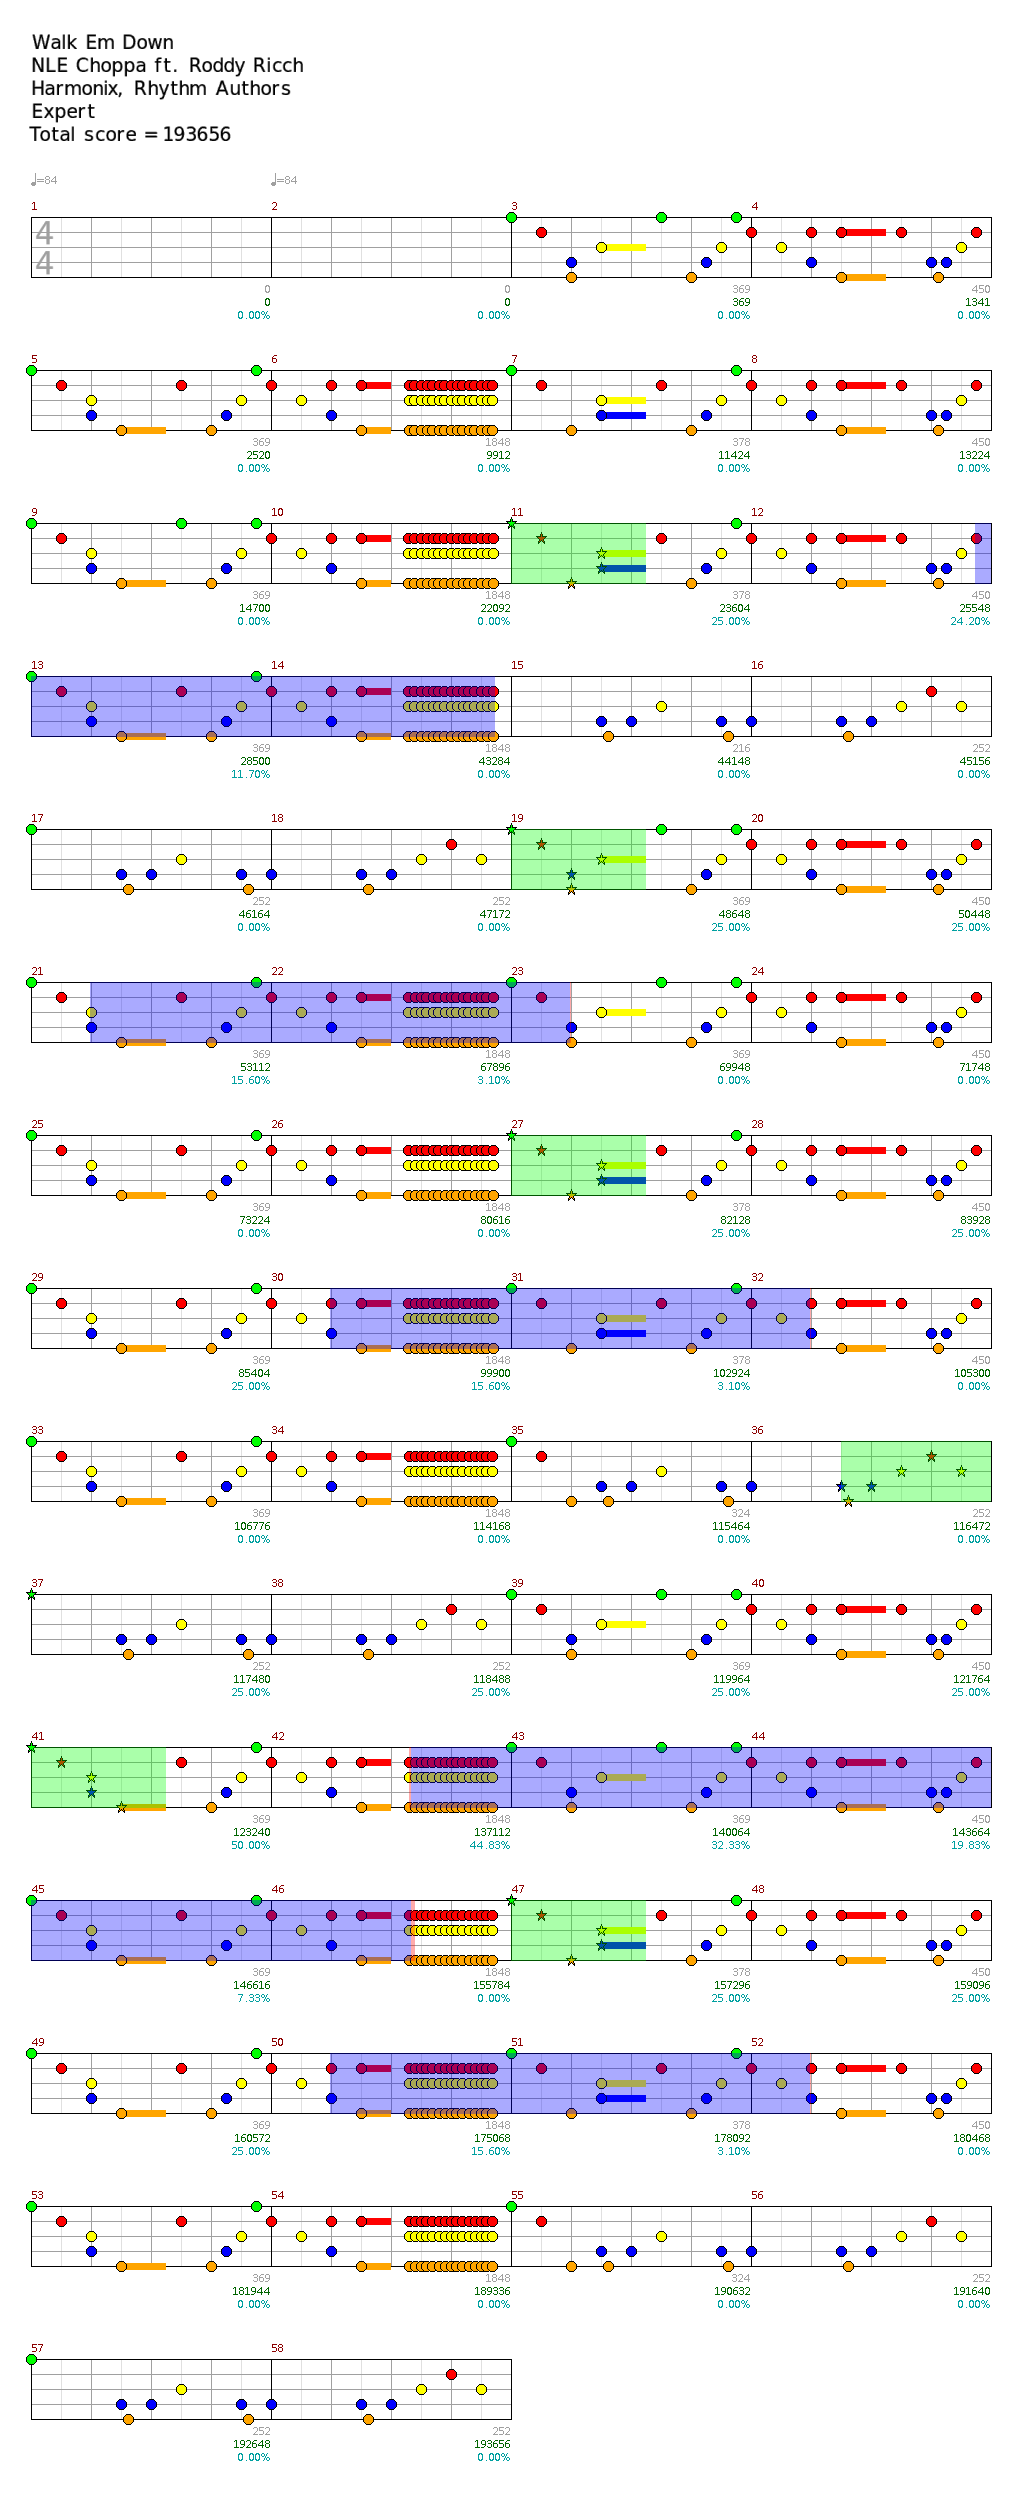 Walk Em Down
NLE Choppa ft. Roddy Ricch
Harmonix, Rhythm Authors
Expert
Total score = 193656
♩=84 ♩=84
1 2 3 4
4
4
0 0 369 450
0 0 369 1341
0.00% 0.00% 0.00% 0.00%
5 6 7 8
369 1848 378 450
2520 9912 11424 13224
0.00% 0.00% 0.00% 0.00%
9 10 11 12
369 1848 378 450
14700 22092 23604 25548
0.00% 0.00% 25.00% 24.20%
13 14 15 16
369 1848 216 252
28500 43284 44148 45156
11.70% 0.00% 0.00% 0.00%
17 18 19 20
252 252 369 450
46164 47172 48648 50448
0.00% 0.00% 25.00% 25.00%
21 22 23 24
369 1848 369 450
53112 67896 69948 71748
15.60% 3.10% 0.00% 0.00%
25 26 27 28
369 1848 378 450
73224 80616 82128 83928
0.00% 0.00% 25.00% 25.00%
29 30 31 32
369 1848 378 450
85404 99900 102924 105300
25.00% 15.60% 3.10% 0.00%
33 34 35 36
369 1848 324 252
106776 114168 115464 116472
0.00% 0.00% 0.00% 0.00%
37 38 39 40
252 252 369 450
117480 118488 119964 121764
25.00% 25.00% 25.00% 25.00%
41 42 43 44
369 1848 369 450
123240 137112 140064 143664
50.00% 44.83% 32.33% 19.83%
45 46 47 48
369 1848 378 450
146616 155784 157296 159096
7.33% 0.00% 25.00% 25.00%
49 50 51 52
369 1848 378 450
160572 175068 178092 180468
25.00% 15.60% 3.10% 0.00%
53 54 55 56
369 1848 324 252
181944 189336 190632 191640
0.00% 0.00% 0.00% 0.00%
57 58
252 252
192648 193656
0.00% 0.00%